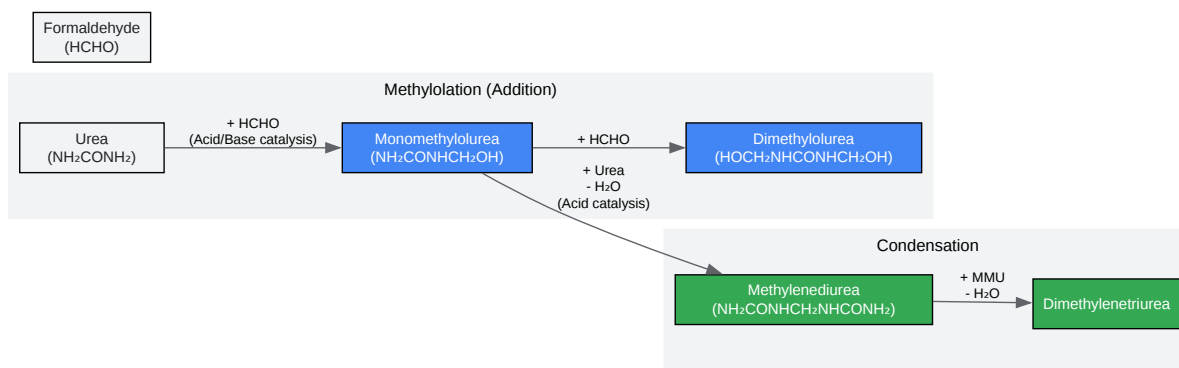 Formaldehyde
(HCHO)
Methylolation (Addition)
Urea
(NH₂CONH₂)
+ HCHO
(Acid/Base catalysis)
Monomethylolurea
(NH₂CONHCH₂OH)
+ HCHO
Dimethylolurea
(HOCH₂NHCONHCH₂OH)
+ Urea
- H₂O
(Acid catalysis)
Condensation
Methylenediurea
(NH₂CONHCH₂NHCONH₂)
+ MMU
- H₂O
Dimethylenetriurea